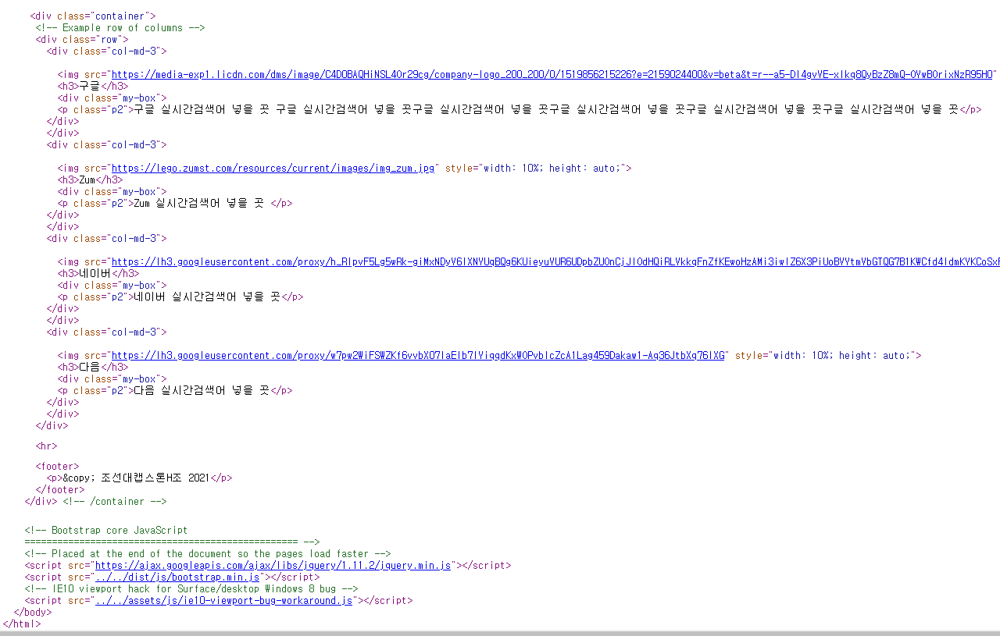 <div class="container">
<!-- Example row of columns -->
<div class="row">
<div class="col-md-3">
<img src="https://media-exp1.licdn.com/dms/image/C4D0BAQHiNSL4Or29cg/company-logo_200_200/0/1519856215226?e=2159024400&v=beta&t=r--a5-Dl4gvVE-xIkg8QyBzZ8mQ-OVwBOrixNzR95H0"
<h3>구글</h3>
<div class="my-box">
<p class="p2">구글 실시간검색어 넣을 곳 구글 실시간검색어 넣을 곳구글 실시간검색어 넣을 곳구글 실시간검색어 넣을 곳구글 실시간검색어 넣을 곳구글 실시간검색어 넣을 곳</p>
</div>
</div>
<div class="col-md-3">
<img src="https://lego.zumst.com/resources/current/images/img_zum.jpg" style="width: 10%; height: auto;">
<h3>Zum</h3>
<div class="my-box">
<p class="p2">Zum 실시간검색어 넣을 곳 </p>
</div>
</div>
<div class="col-md-3">
<img src="https://lh3.googleusercontent.com/proxy/h_RlpvF5Lg5wRk-giMxNDyV6IXNYUgBQg6KUieyuVUR6UDpbZU0nCjJIOdHQiRLVkkqFnZfKEwoHzAMi3iwIZ6X3PiUoBVYtmVbGTQG7B1KWCfd4IdmKYKCoSxF
<h3>네이버</h3>
<div class="my-box">
<p class="p2">네이버 실시간검색어 넣을 곳</p>
</div>
</div>
<div class="col-md-3">
<img src="https://lh3.googleusercontent.com/proxy/w7pw2WiFSWZKf6vvbXO7IaElb7IYiqqdKxWOPvbIcZcA1Lag459Dakaw1-Aq36JtbXq76IXG" style="width: 10%; height: auto;">
<h3>다음</h3>
<div class="my-box">
<p class="p2">다음 실시간검색어 넣을 곳</p>
</div>
</div>
</div>
<hr>
<footer>
<p>&copy; 조선대캡스톤H조 2021</p>
</footer>
</div> <!-- /container -->
<!-- Bootstrap core JavaScript
================================================== -->
<!-- Placed at the end of the document so the pages load faster -->
<script src="https://ajax.googleapis.com/ajax/libs/jquery/1.11.2/jquery.min.js"></script>
<script src="../../dist/js/bootstrap.min.js"></script>
<!-- IE10 viewport hack for Surface/desktop Windows 8 bug -->
<script src="../../assets/js/ie10-viewport-bug-workaround.js"></script>
</body>
</html>